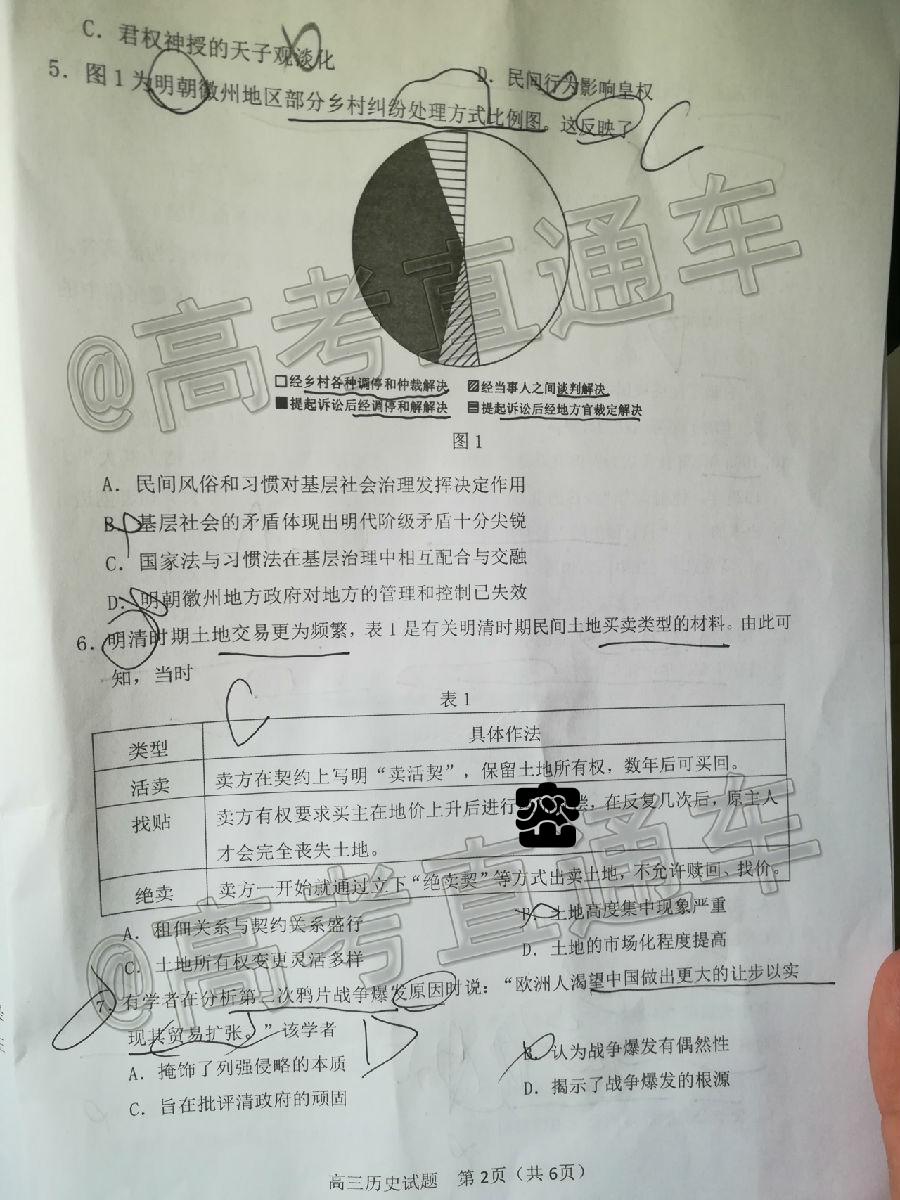 C. 君权神授的天子观淡化
D. 民间行为影响皇权
5. 图1为明朝徽州地区部分乡村纠纷处理方式比例图。这反映了
C
□经乡村各种调停和仲裁解决 ▨经当事人之间谈判解决
■提起诉讼后经调停和解解决 ▤提起诉讼后经地方官裁定解决
图1
A. 民间风俗和习惯对基层社会治理发挥决定作用
B. 基层社会的矛盾体现出明代阶级矛盾十分尖锐
C. 国家法与习惯法在基层治理中相互配合与交融
D. 明朝徽州地方政府对地方的管理和控制已失效
6. 明清时期土地交易更为频繁，表1是有关明清时期民间土地买卖类型的材料。由此可
知，当时
C
表1
类型 具体作法
活卖 卖方在契约上写明“卖活契”，保留土地所有权，数年后可买回。
找贴 卖方有权要求买主在地价上升后进行 偿，在反复几次后，原主人
才会完全丧失土地。
绝卖 卖方一开始就通过立下“绝卖契”等方式出卖土地，不允许赎回、找价。
A. 租佃关系与契约关系盛行 B. 土地高度集中现象严重
C. 土地所有权变更灵活多样 D. 土地的市场化程度提高
7. 有学者在分析第二次鸦片战争爆发原因时说：“欧洲人渴望中国做出更大的让步以实
现其贸易扩张。”该学者
D
A. 掩饰了列强侵略的本质 B. 认为战争爆发有偶然性
C. 旨在批评清政府的顽固 D. 揭示了战争爆发的根源
高三历史试题 第2页（共6页）
@高考直通车
@高考直通车